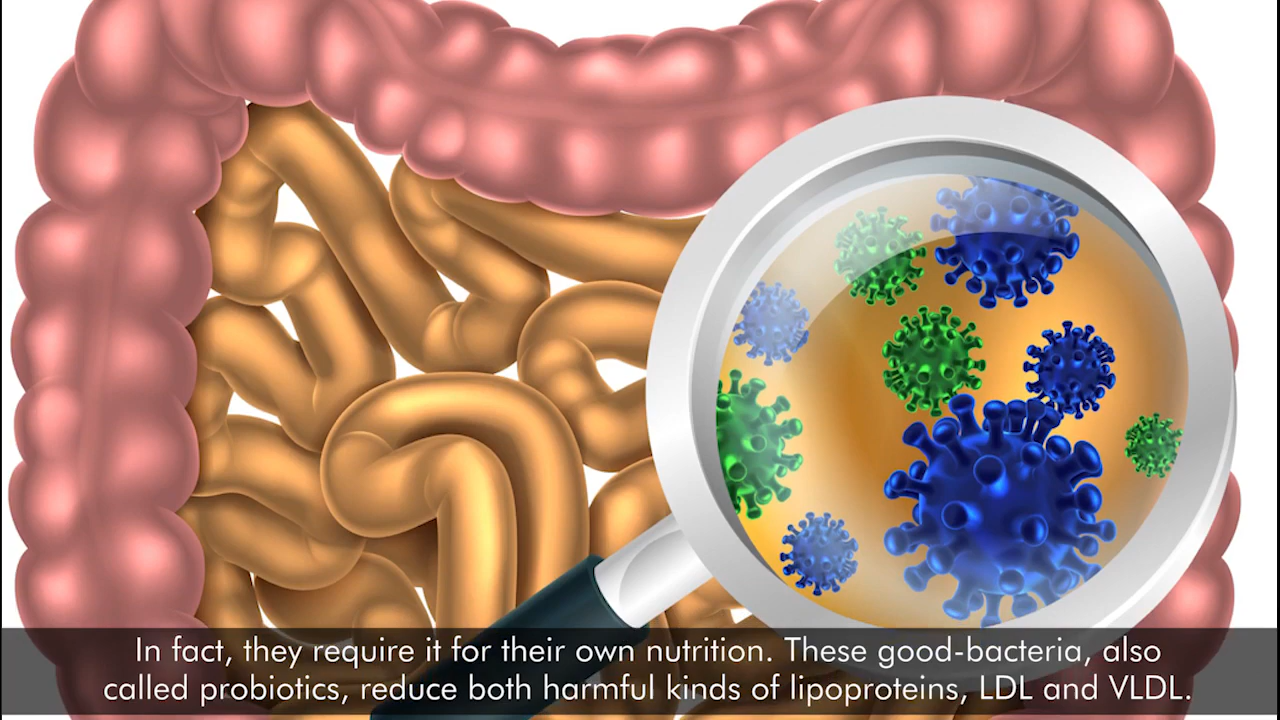 In fact, they require it for their own nutrition. These good-bacteria, also
called probiotics, reduce both harmful kinds of lipoproteins, LDL and VLDL.